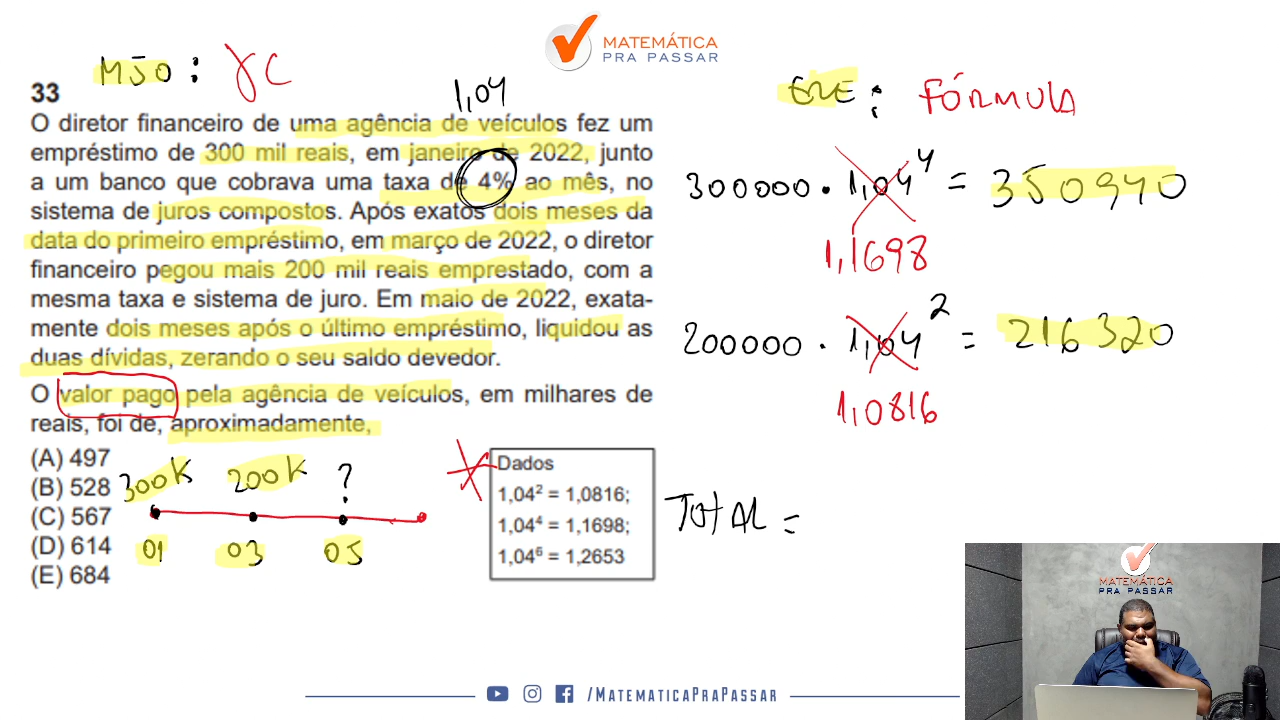 MATEMÁTICA
PRA PASSAR
MJO : JC
33
1,04
O diretor financeiro de uma agência de veículos fez um
empréstimo de 300 mil reais, em janeiro de 2022, junto
a um banco que cobrava uma taxa de 4% ao mês, no
sistema de juros compostos. Após exatos dois meses da
data do primeiro empréstimo, em março de 2022, o diretor
financeiro pegou mais 200 mil reais emprestado, com a
mesma taxa e sistema de juro. Em maio de 2022, exata-
mente dois meses após o último empréstimo, liquidou as
duas dívidas, zerando o seu saldo devedor.
O valor pago pela agência de veículos, em milhares de
reais, foi de, aproximadamente,
(A) 497
(B) 528
(C) 567
(D) 614
(E) 684
300K 200K ?
01 03 05
Dados
1,04² = 1,0816;
1,04⁴ = 1,1698;
1,04⁶ = 1,2653
: FÓRMULA
300000 · 1,04⁴ = 350940
1,1698
200000 · 1,04² = 216320
1,0816
TOTAL =
MATEMÁTICA
PRA PASSAR
/MATEMATICAPRAPASSAR